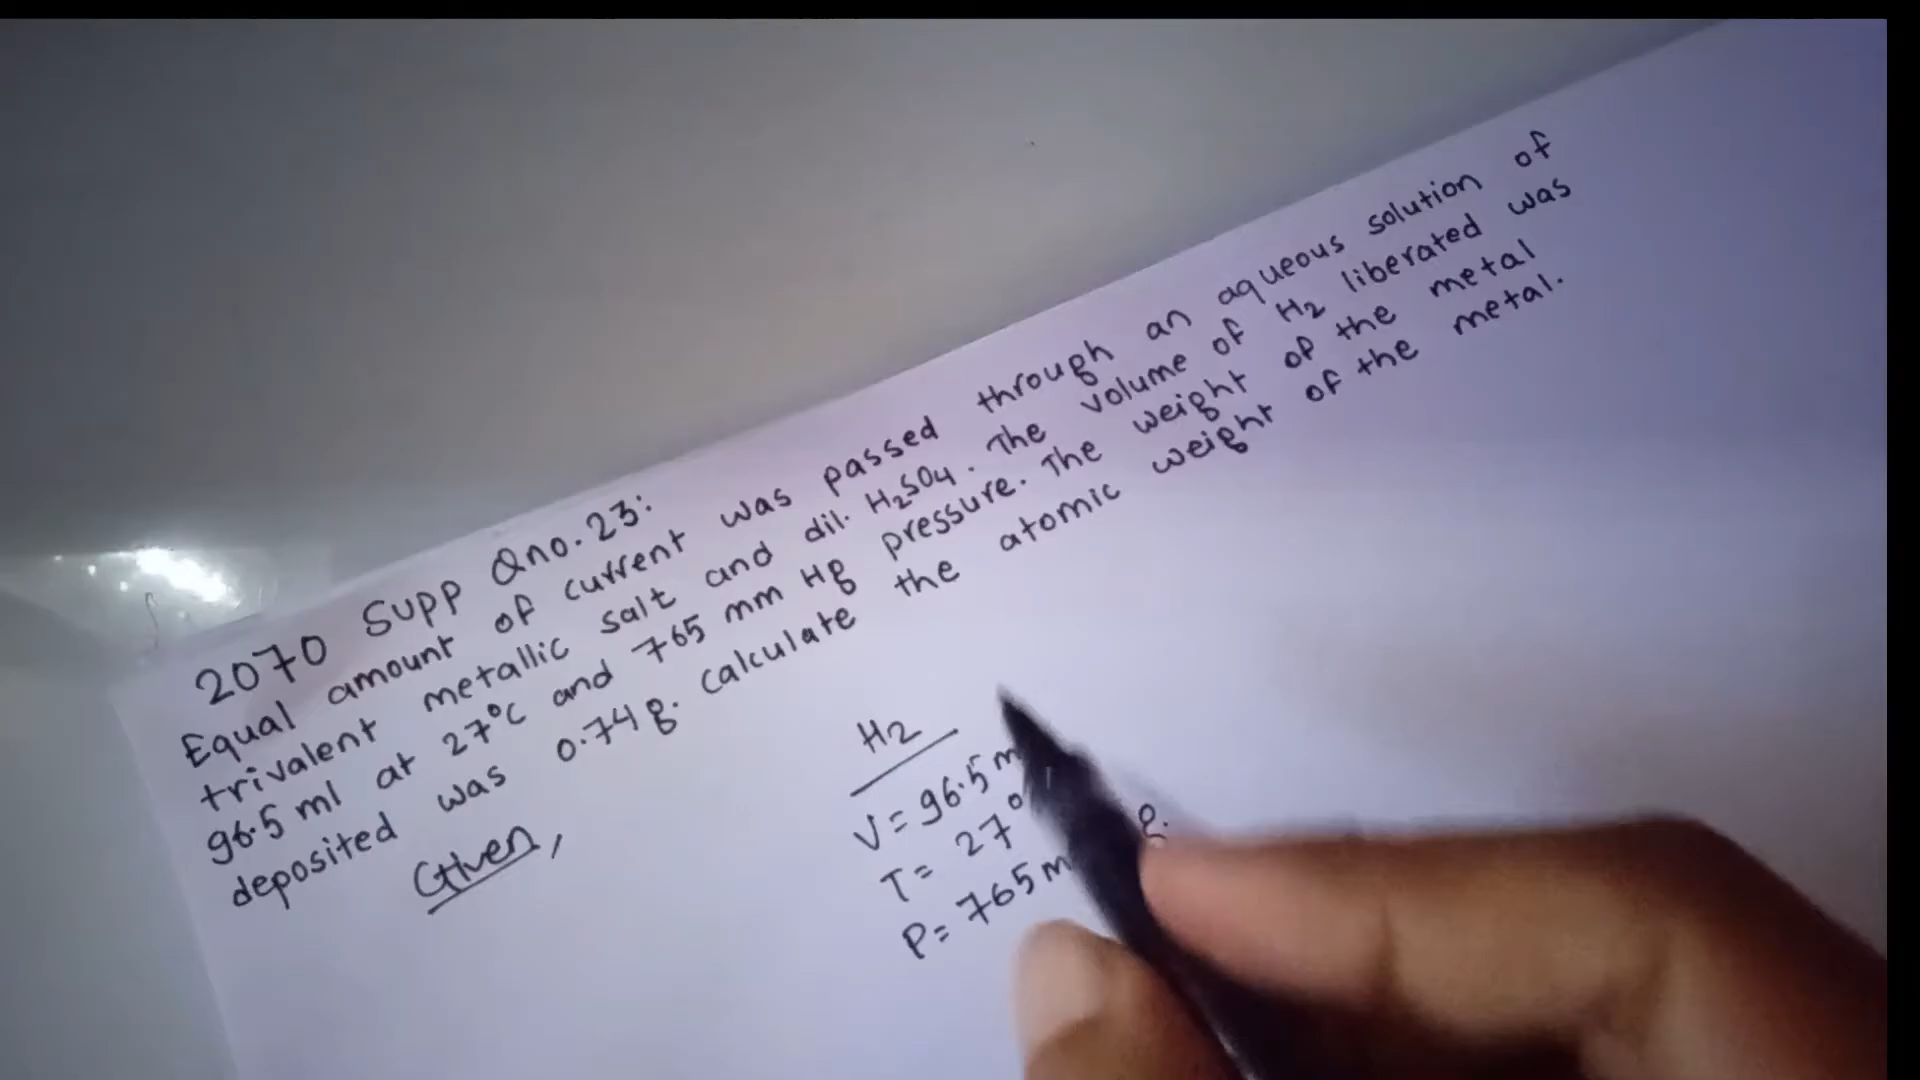 2070 Supp Qno.23:
Equal amount of current was passed through an aqueous solution of
trivalent metallic salt and dil. H2SO4. The volume of H2 liberated was
96.5 ml at 27°C and 765 mm Hg pressure. The weight of the metal
deposited was 0.74 g. calculate the atomic weight of the metal.
Given,
H2
V = 96.5 m
T = 27°
P = 765 m g.